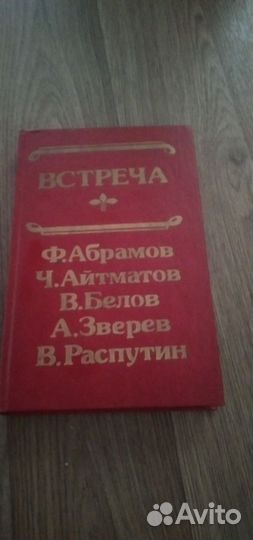 ВСТРЕЧА
Ф.Абрамов
Ч.Айтматов
В.Белов
А.Зверев
В.Распутин
Avito